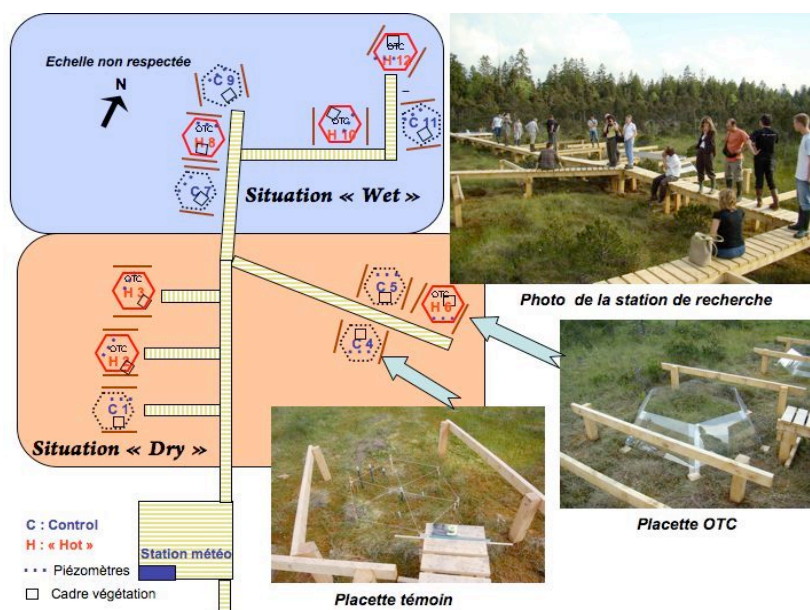 Echelle non respectée
N
C 9
OTC
H 8
C 7
OTC
H 10
OTC
H 12
C 11
Situation « Wet »
Photo de la station de recherche
OTC
H 3
OTC
H 2
C 1
C 5
OTC
H 6
C 4
Situation « Dry »
Placette OTC
C : Control
H : « Hot »
Piézomètres
Cadre végétation
Station météo
Placette témoin